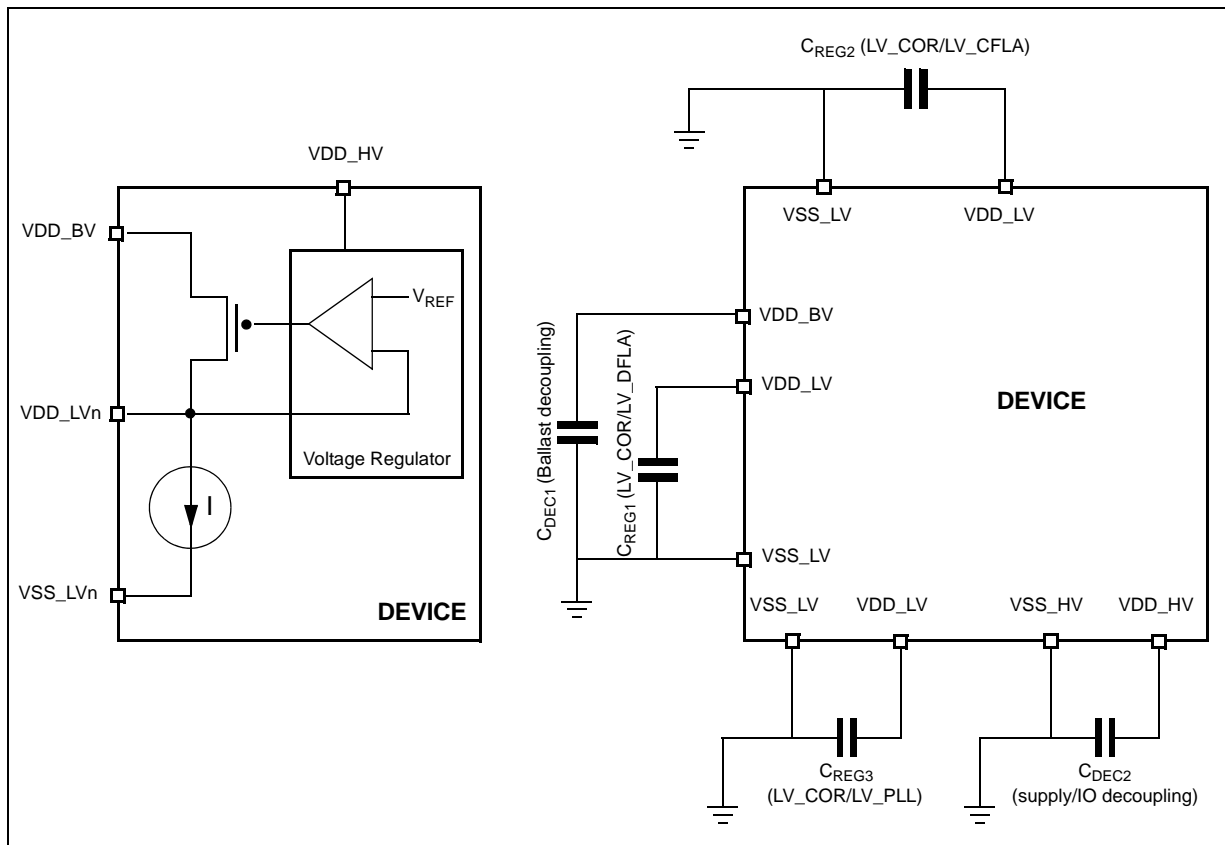 VDD_HV
VDD_BV
VREF
VDD_LVn
Voltage Regulator
I
VSS_LVn
DEVICE
CREG2 (LV_COR/LV_CFLA)
VSS_LV
VDD_LV
VDD_BV
VDD_LV
DEVICE
CDEC1 (Ballast decoupling)
CREG1 (LV_COR/LV_DFLA)
VSS_LV
VSS_LV
VDD_LV
VSS_HV
VDD_HV
CREG3
(LV_COR/LV_PLL)
CDEC2
(supply/IO decoupling)